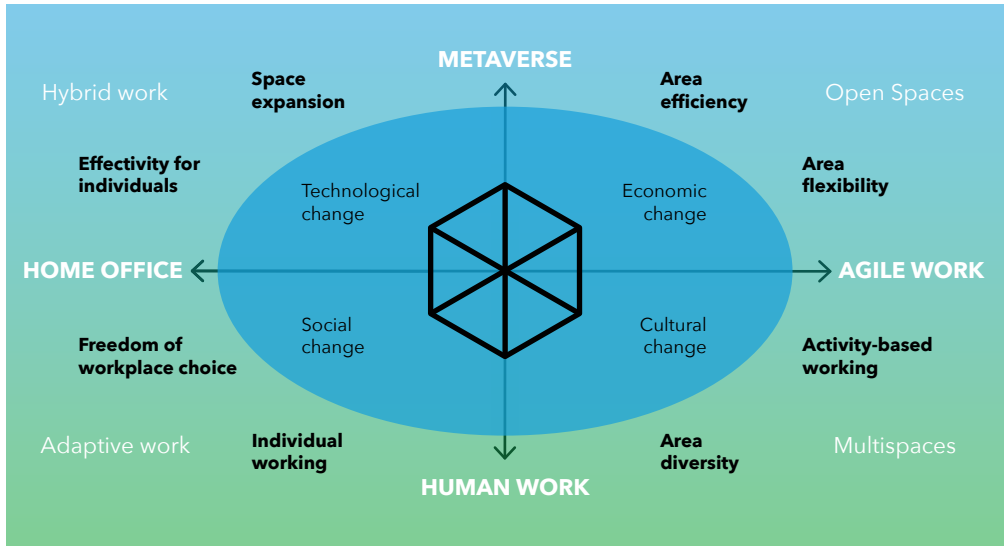 METAVERSE
Hybrid work
Space
expansion
Area
efficiency
Open Spaces
Effectivity for
individuals
Technological
change
Economic
change
Area
flexibility
HOME OFFICE
AGILE WORK
Social
change
Cultural
change
Freedom of
workplace choice
Activity-based
working
Adaptive work
Individual
working
Area
diversity
Multispaces
HUMAN WORK